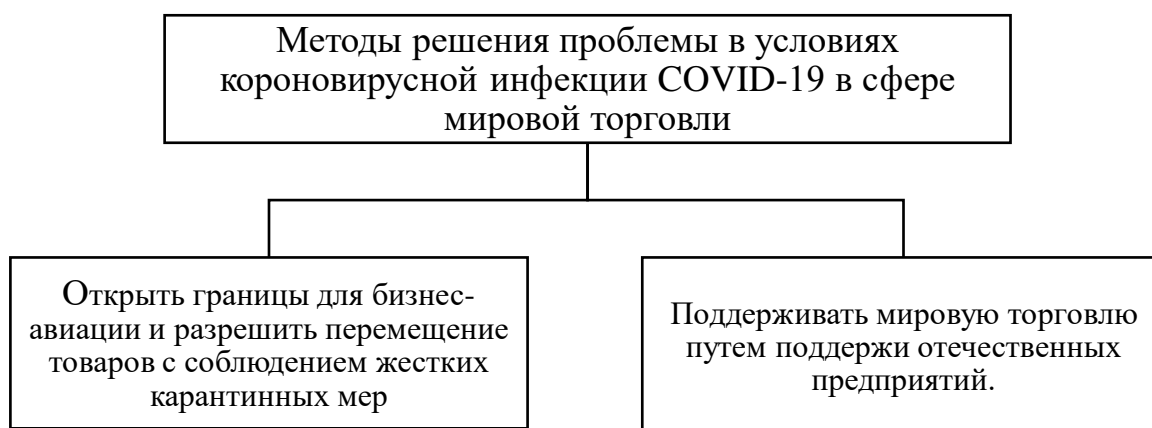 Методы решения проблемы в условиях
короновирусной инфекции COVID-19 в сфере
мировой торговли
Открыть границы для бизнес-
авиации и разрешить перемещение
товаров с соблюдением жестких
карантинных мер
Поддерживать мировую торговлю
путем поддержи отечественных
предприятий.